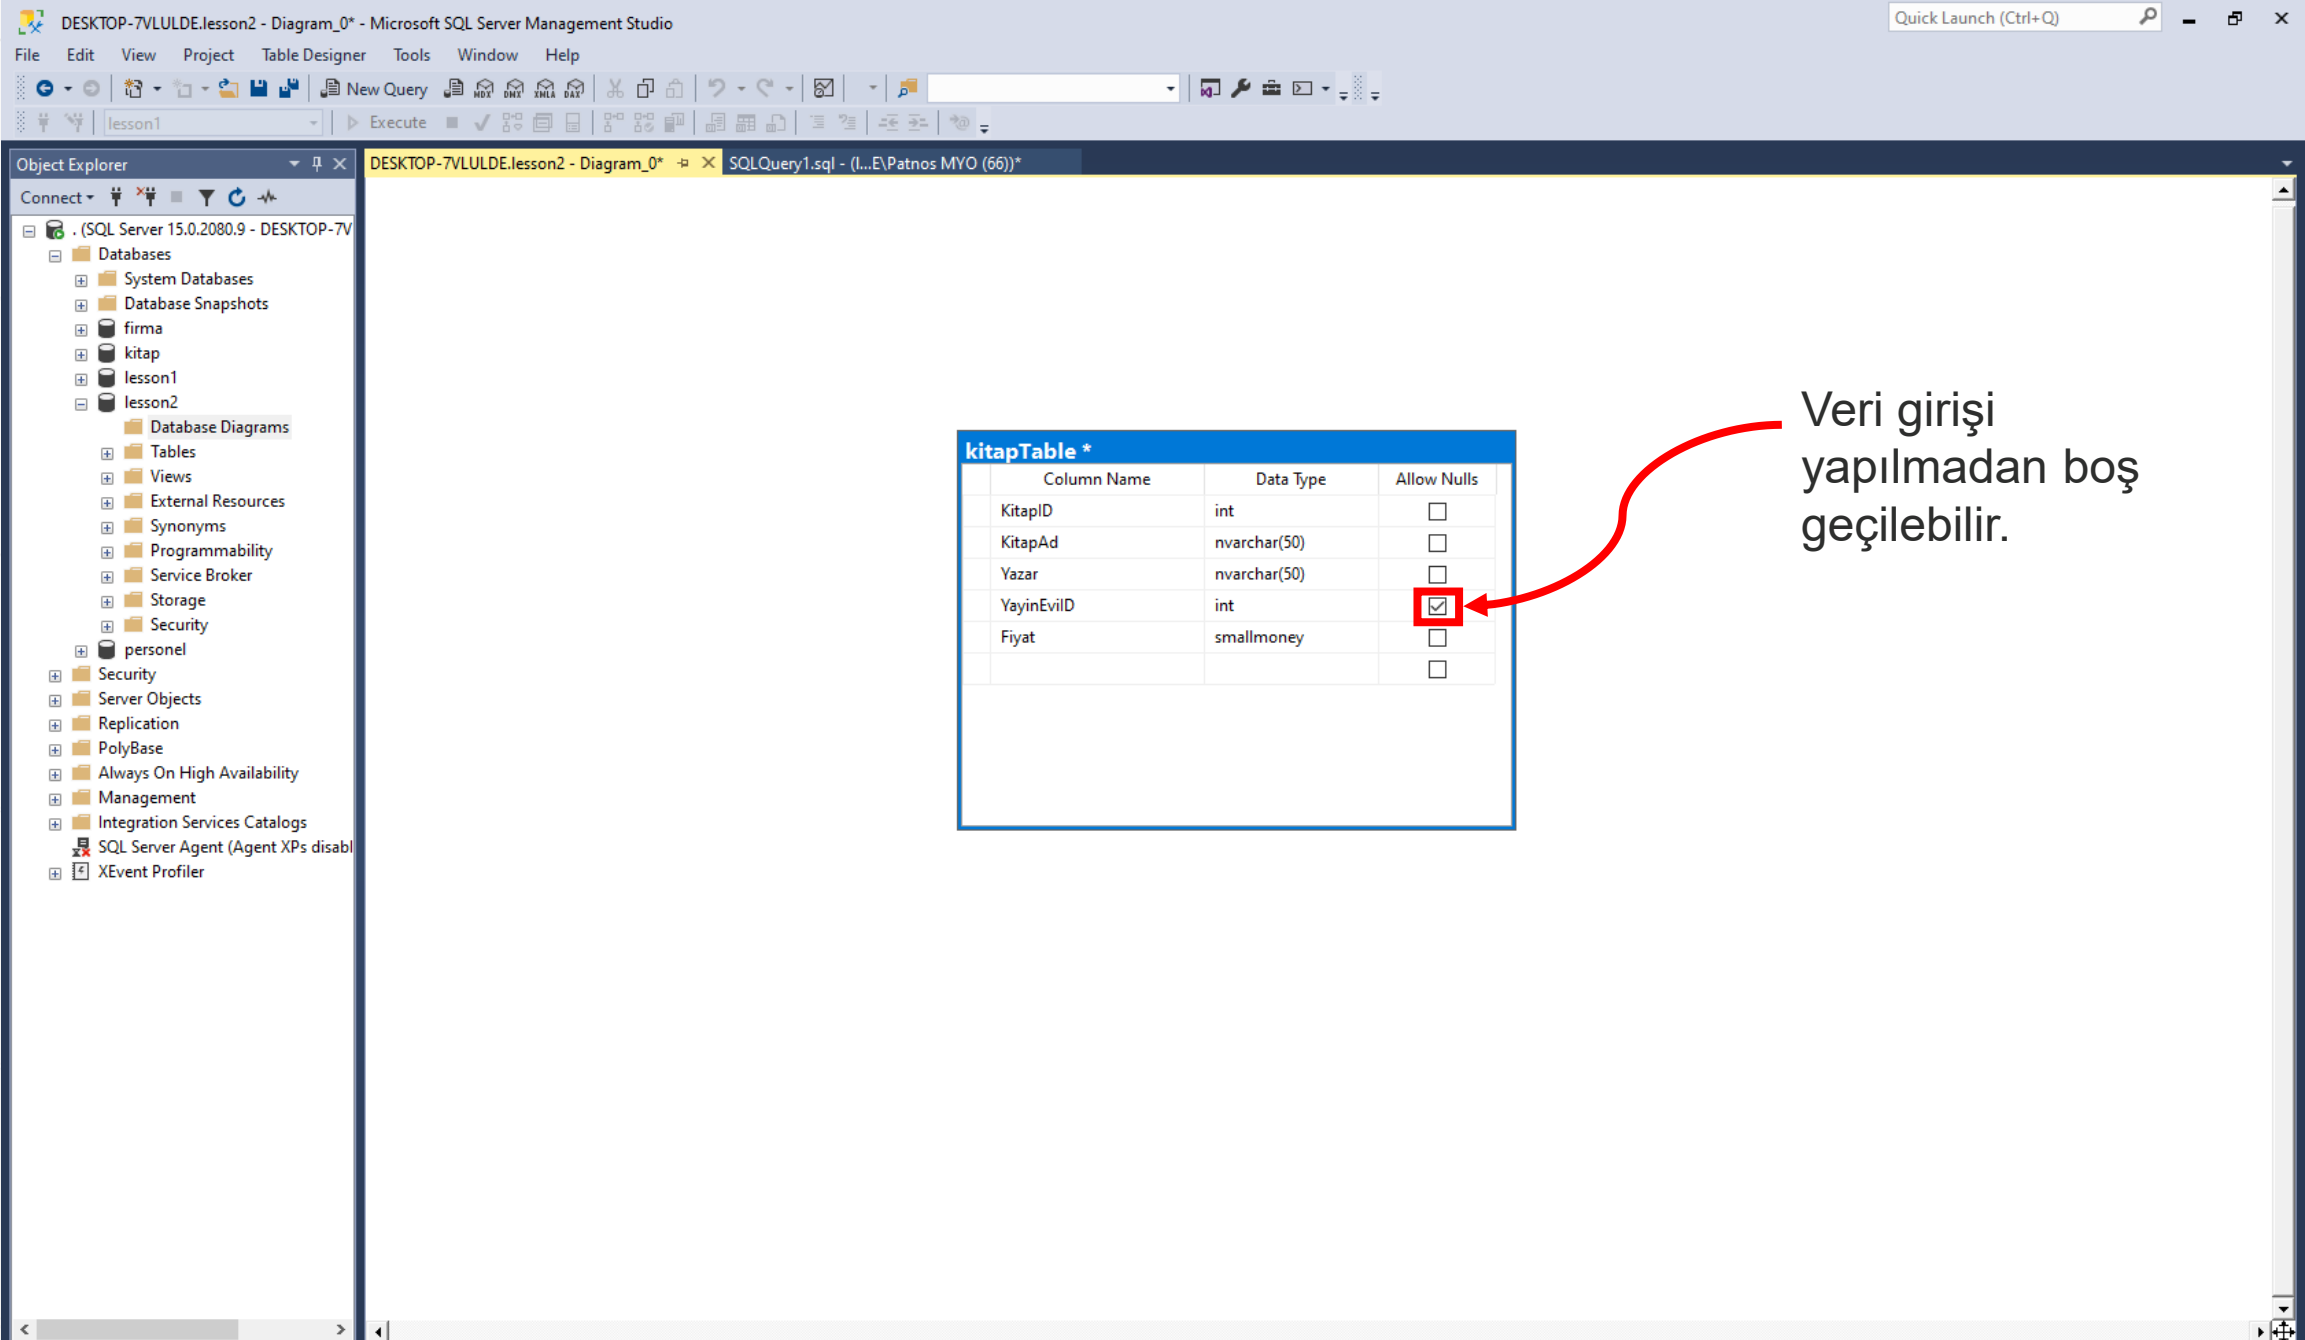 DESKTOP-7VLULDE.lesson2 - Diagram_0* - Microsoft SQL Server Management Studio
Quick Launch (Ctrl+Q)
File Edit View Project Table Designer Tools Window Help
New Query MDX DMX XMLA DAX
lesson1 Execute
Object Explorer
DESKTOP-7VLULDE.lesson2 - Diagram_0* SQLQuery1.sql - (l...E\Patnos MYO (66))*
Connect
. (SQL Server 15.0.2080.9 - DESKTOP-7V
Databases
System Databases
Database Snapshots
firma
kitap
lesson1
lesson2
Database Diagrams
Tables
Views
External Resources
Synonyms
Programmability
Service Broker
Storage
Security
personel
Security
Server Objects
Replication
PolyBase
Always On High Availability
Management
Integration Services Catalogs
SQL Server Agent (Agent XPs disabl
XEvent Profiler
kitapTable *
Column Name Data Type Allow Nulls
KitapID int
KitapAd nvarchar(50)
Yazar nvarchar(50)
YayinEviID int
Fiyat smallmoney
Veri girişi
yapılmadan boş
geçilebilir.